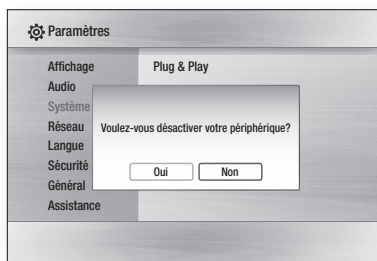 Paramètres
Affichage
Plug & Play
Audio
Système
Réseau
Voulez-vous désactiver votre périphérique?
Langue
Sécurité
Oui
Non
Général
Assistance